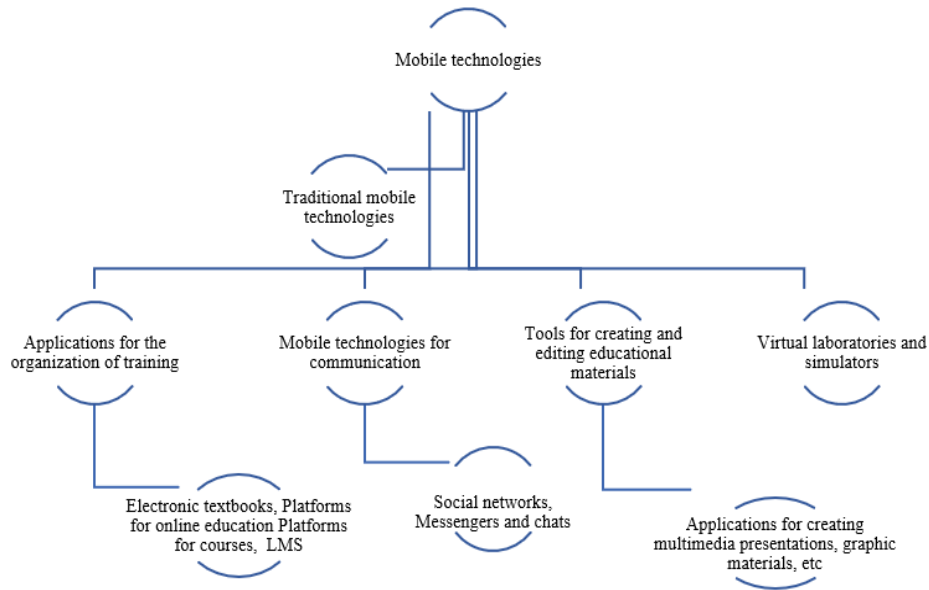 Mobile technologies
Traditional mobile
technologies
Applications for the
organization of training
Mobile technologies for
communication
Tools for creating and
editing educational
materials
Virtual laboratories and
simulators
Electronic textbooks, Platforms
for online education Platforms
for courses, LMS
Social networks,
Messengers and chats
Applications for creating
multimedia presentations, graphic
materials, etc